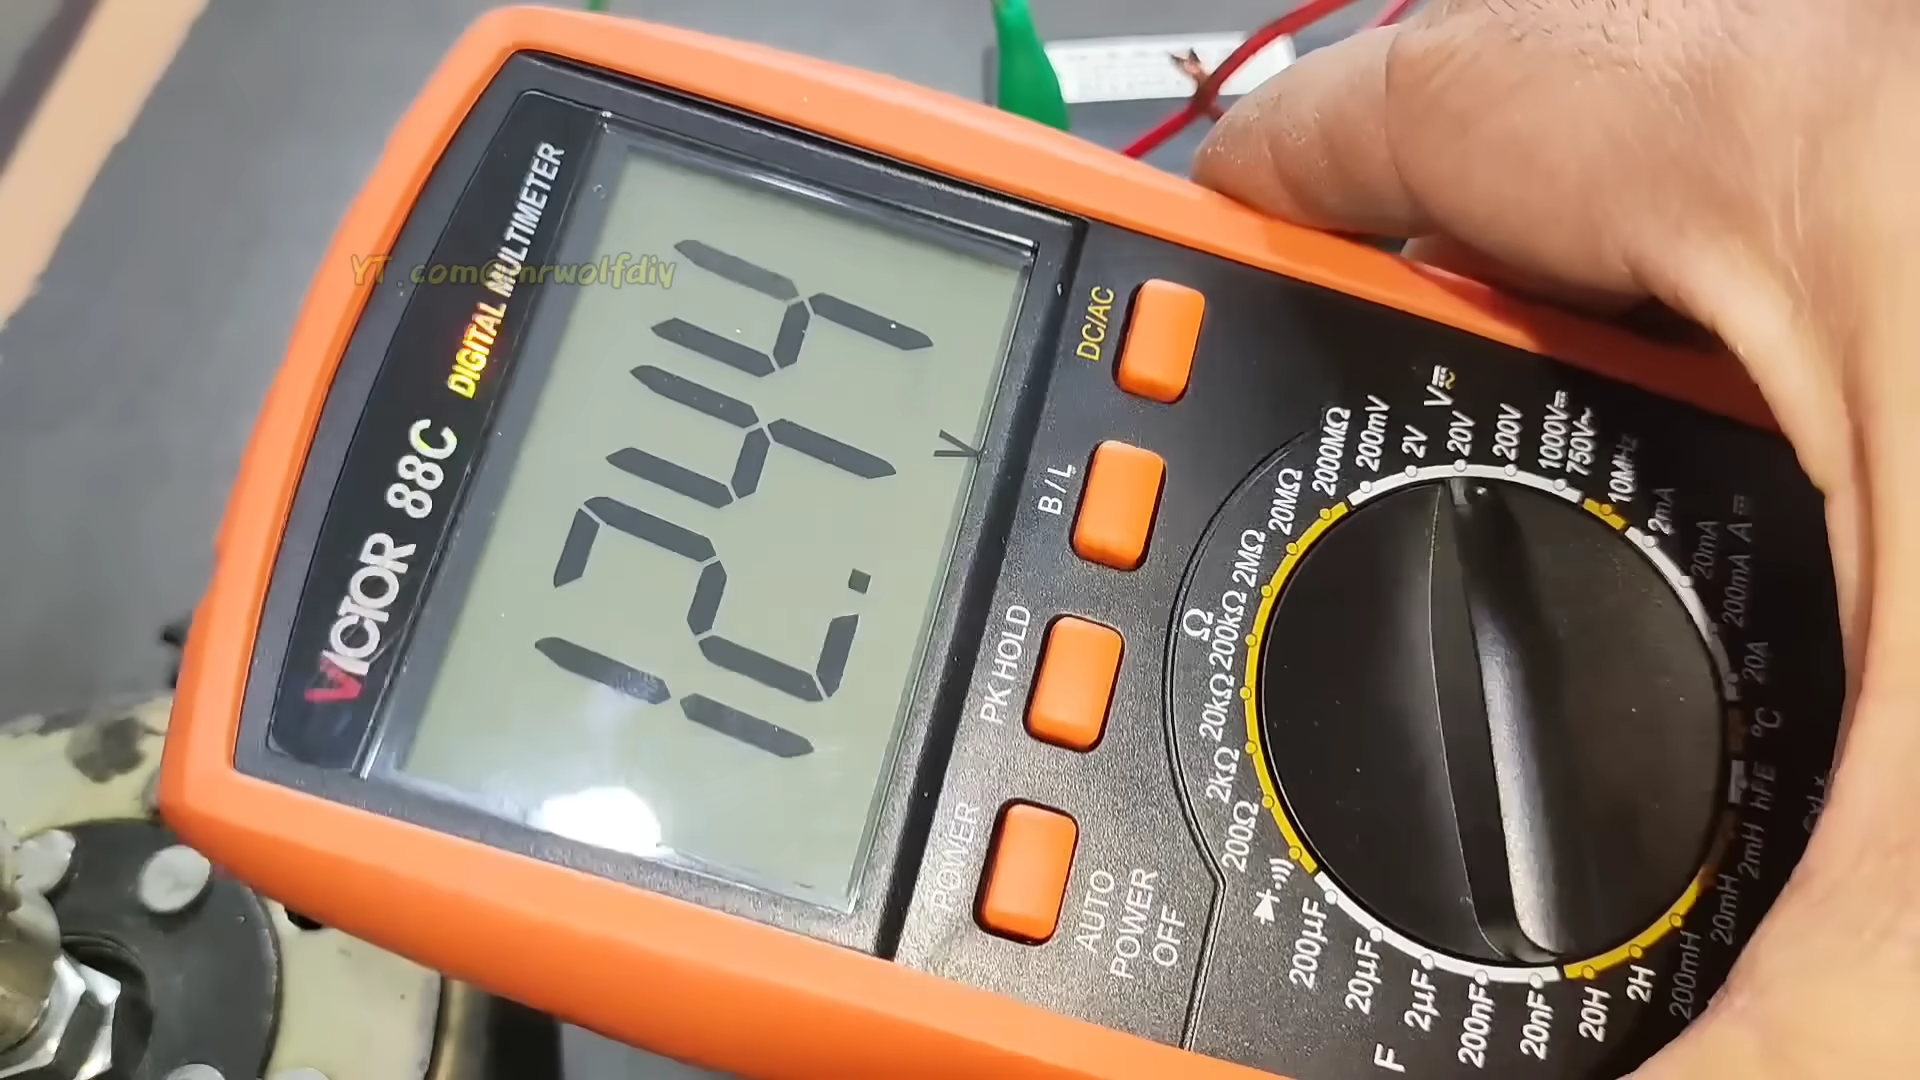 YT.com@mrwolfdiy
VICTOR 88C DIGITAL MULTIMETER
12.44
V
POWER
PK HOLD
B / L
DC/AC
AUTO
POWER
OFF
Ω
200Ω
2kΩ
20kΩ
200kΩ
2MΩ
20MΩ
2000MΩ
200mV
2V
V
20V
200V
1000V
750V~
10MHz
2mA
20mA
200mA
A
20A
°C
hFE
2mH
20mH
200mH
2H
20H
20nF
200nF
2μF
20μF
200μF
F